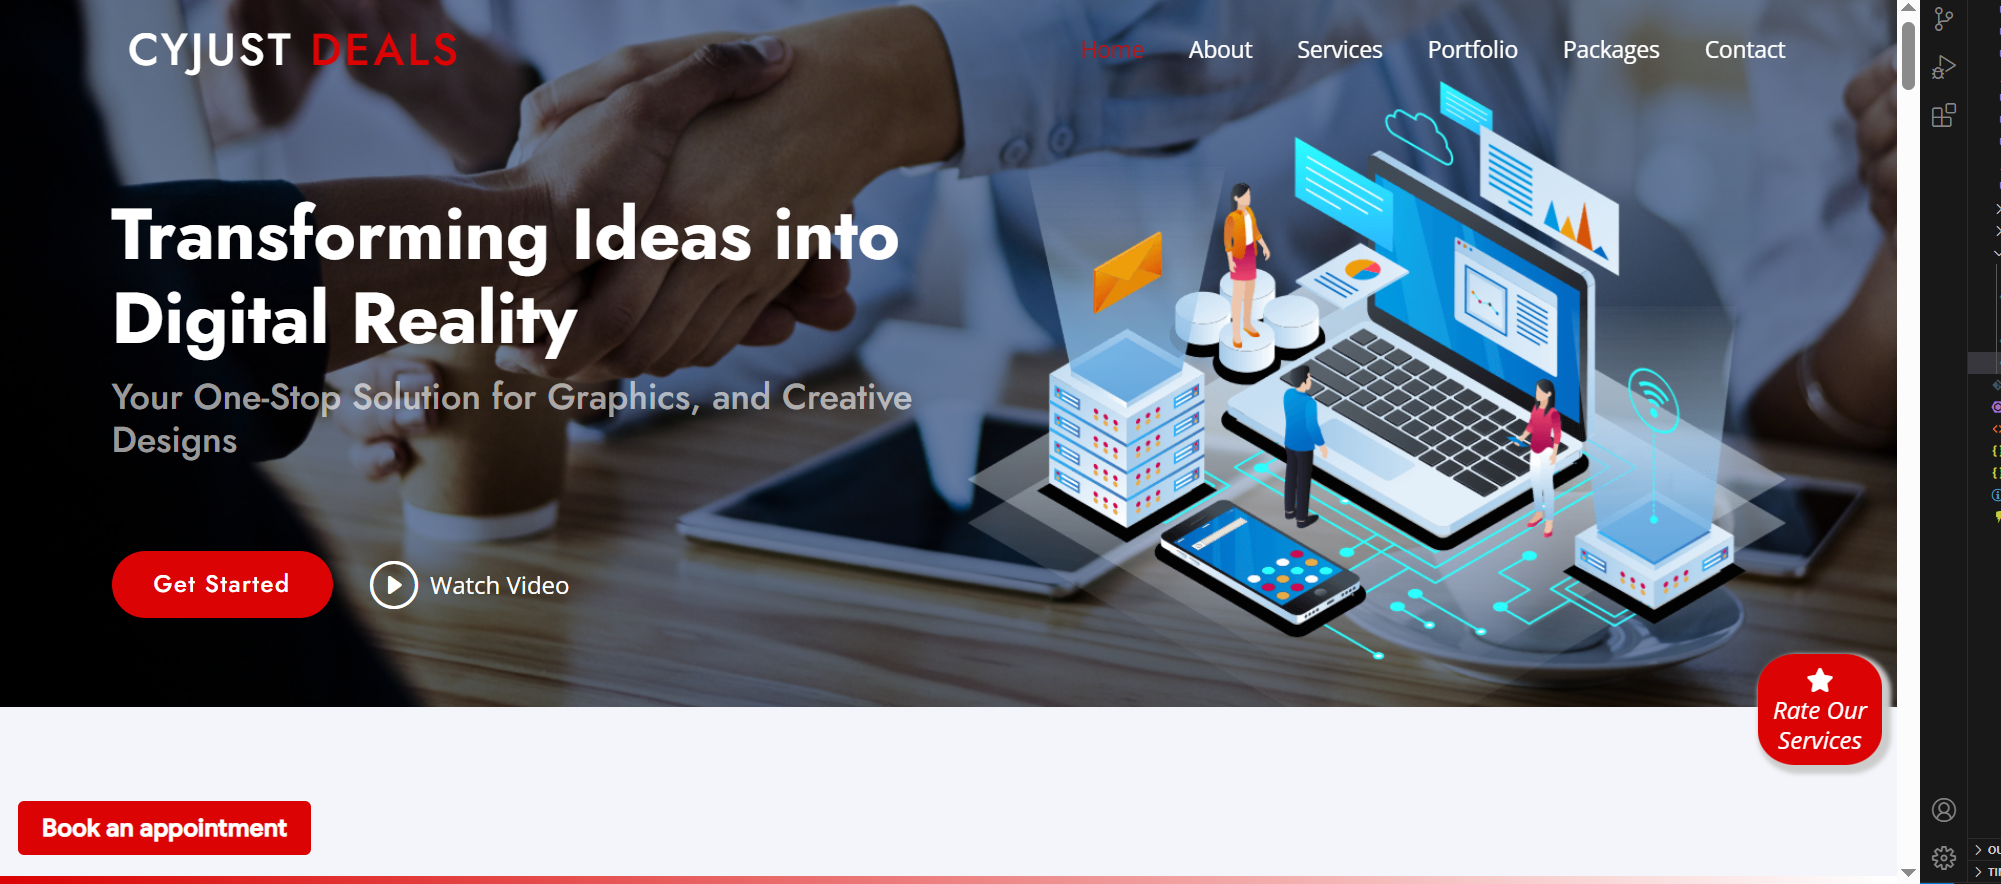 CYJUST DEALS
Home About Services Portfolio Packages Contact
Transforming Ideas into
Digital Reality
Your One-Stop Solution for Graphics, and Creative
Designs
Get Started
Watch Video
Rate Our
Services
Book an appointment